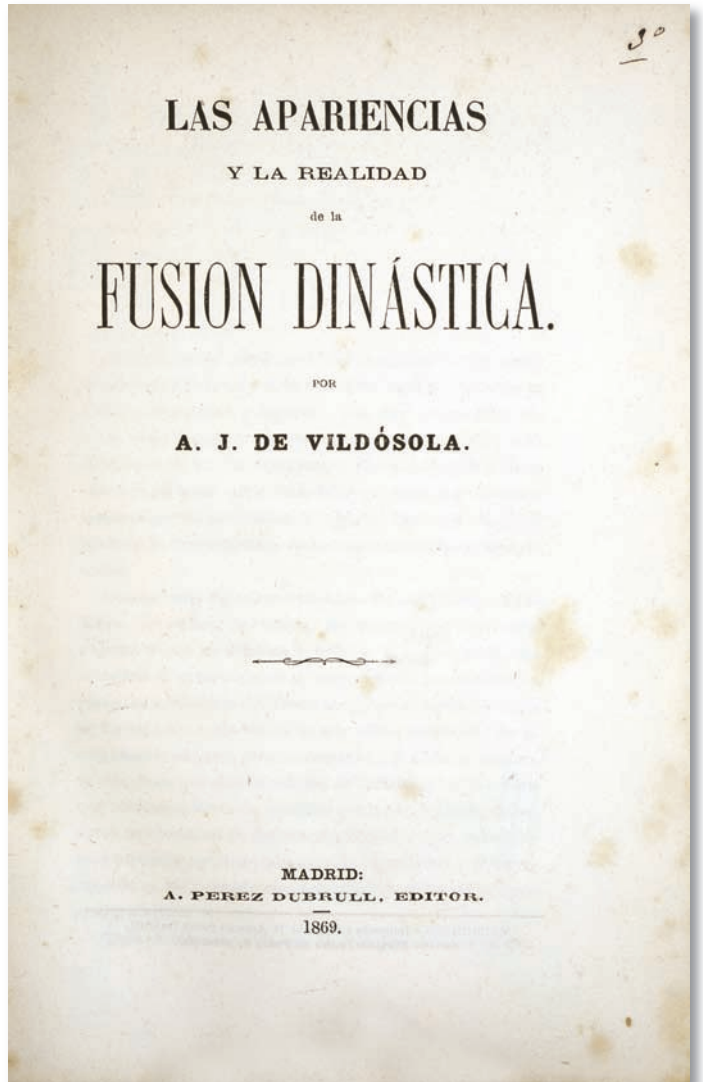 3º
LAS APARIENCIAS
Y LA REALIDAD
de la
FUSION DINÁSTICA.
POR
A. J. DE VILDÓSOLA.
MADRID:
A. PEREZ DUBRULL, EDITOR.
1869.